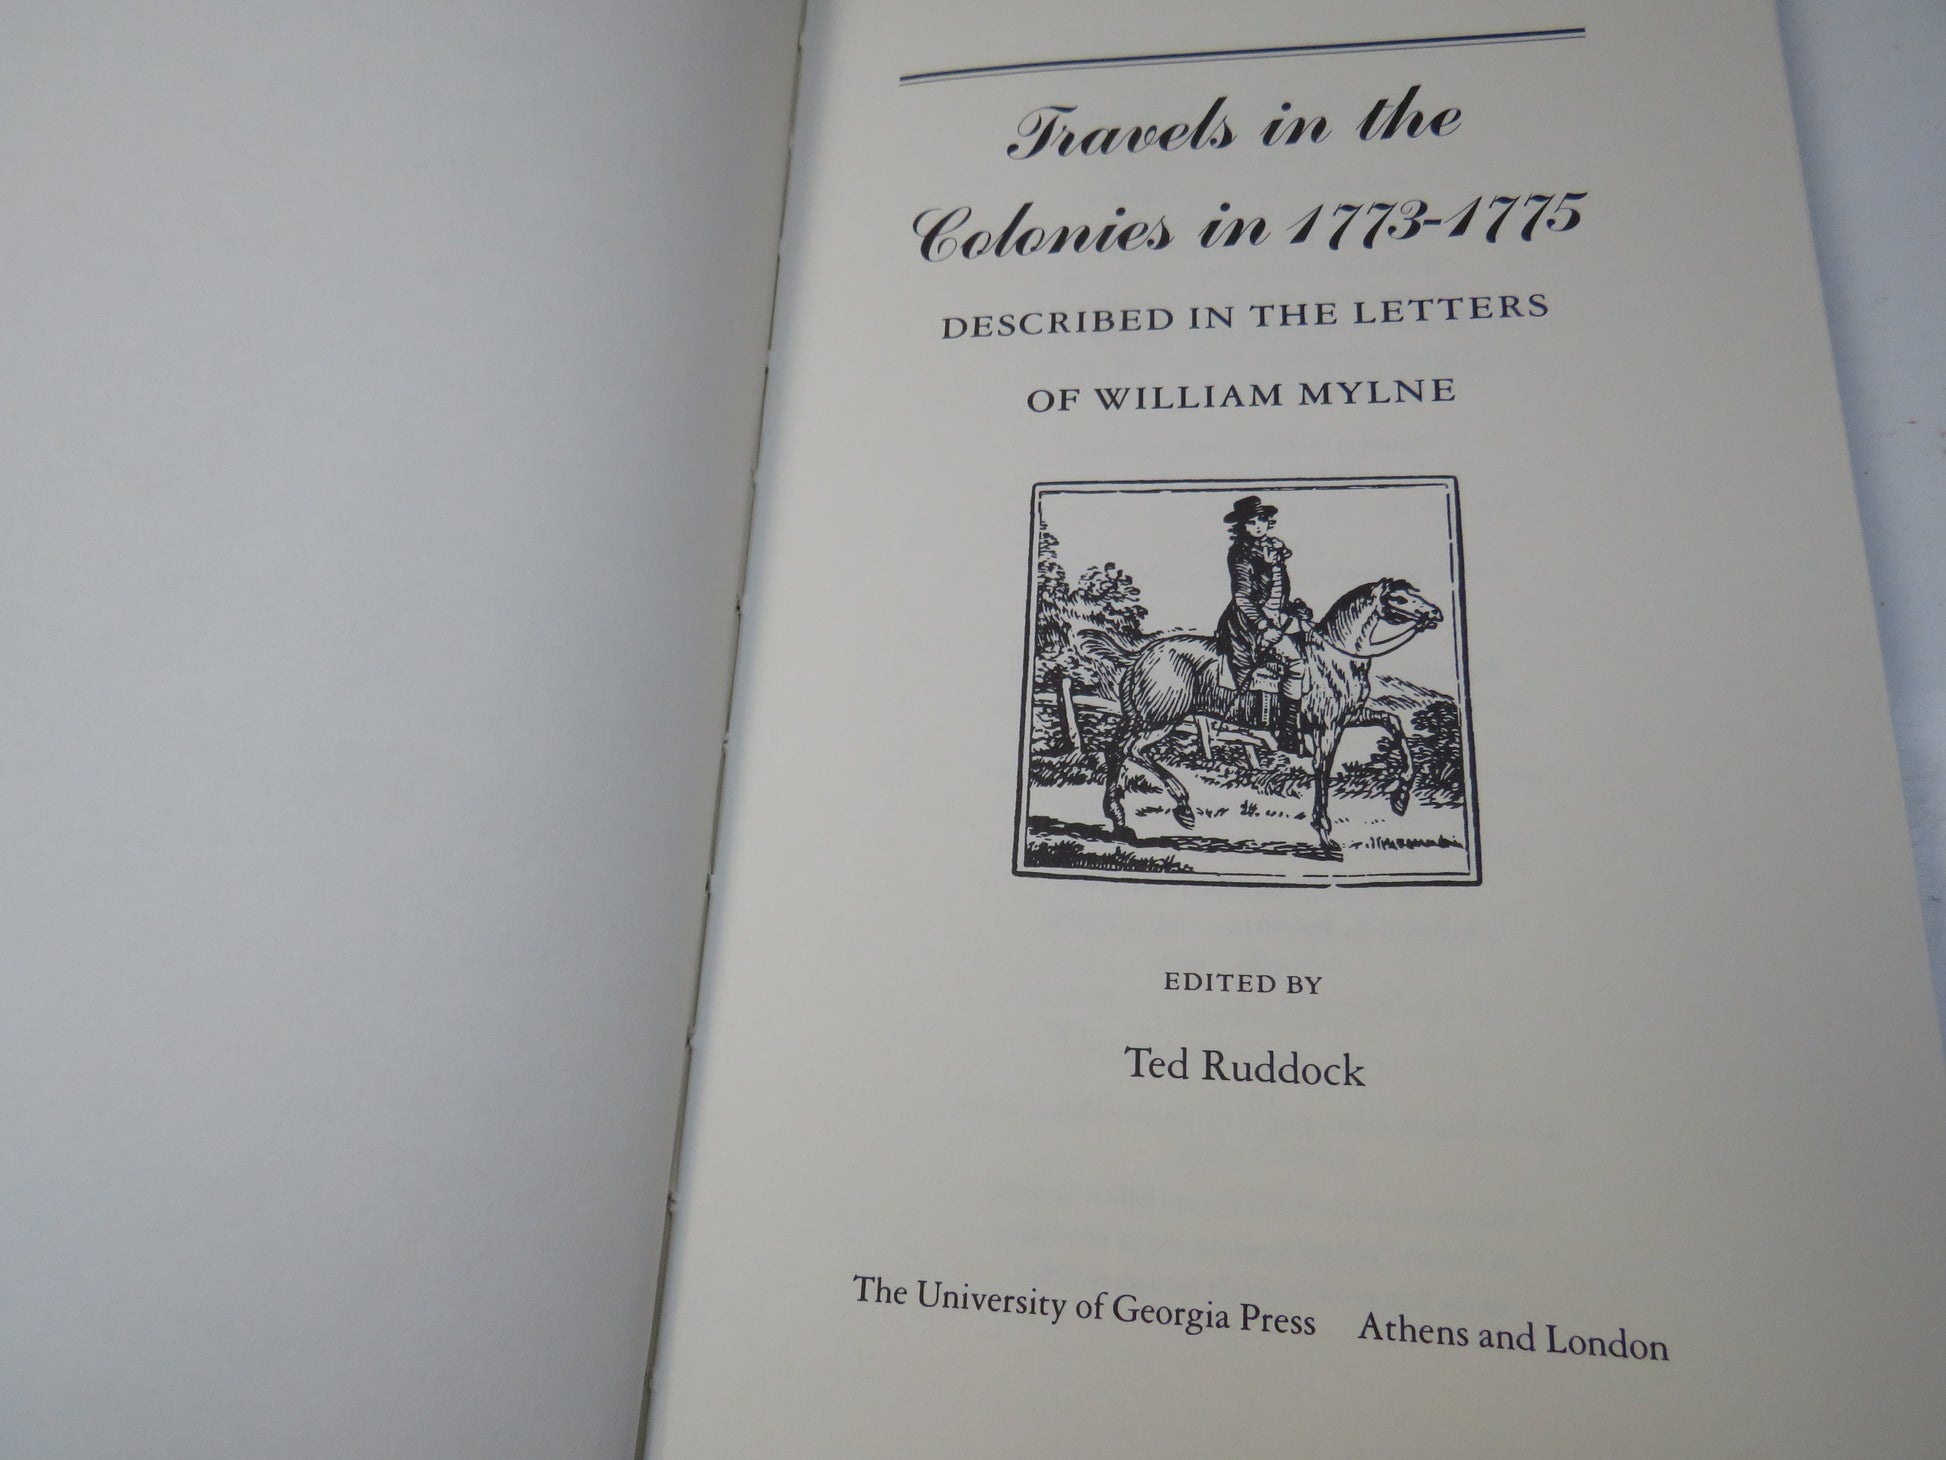 Travels in the
Colonies in 1773-1775
DESCRIBED IN THE LETTERS
OF WILLIAM MYLNE
EDITED BY
Ted Ruddock
The University of Georgia Press Athens and London